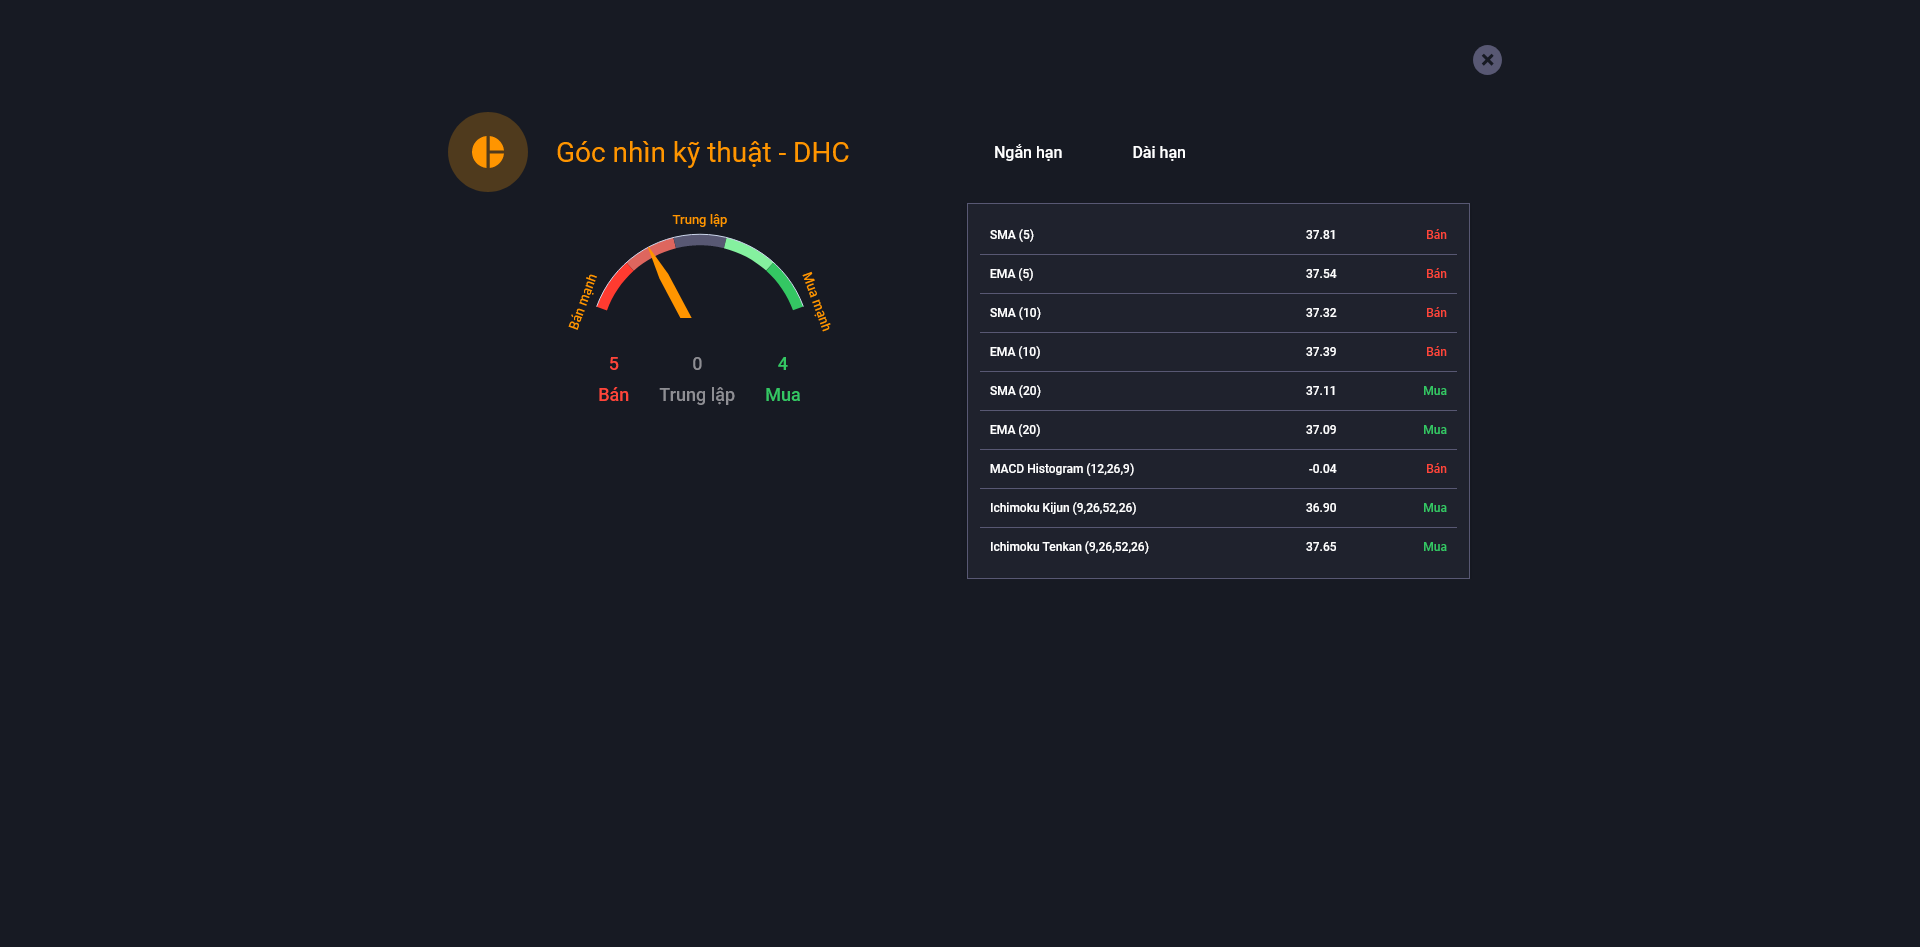 Góc nhìn kỹ thuật - DHC
Ngắn hạn Dài hạn
Trung lập
Bán mạnh
Mua mạnh
5 0 4
Bán Trung lập Mua
SMA (5) 37.81 Bán
EMA (5) 37.54 Bán
SMA (10) 37.32 Bán
EMA (10) 37.39 Bán
SMA (20) 37.11 Mua
EMA (20) 37.09 Mua
MACD Histogram (12,26,9) -0.04 Bán
Ichimoku Kijun (9,26,52,26) 36.90 Mua
Ichimoku Tenkan (9,26,52,26) 37.65 Mua